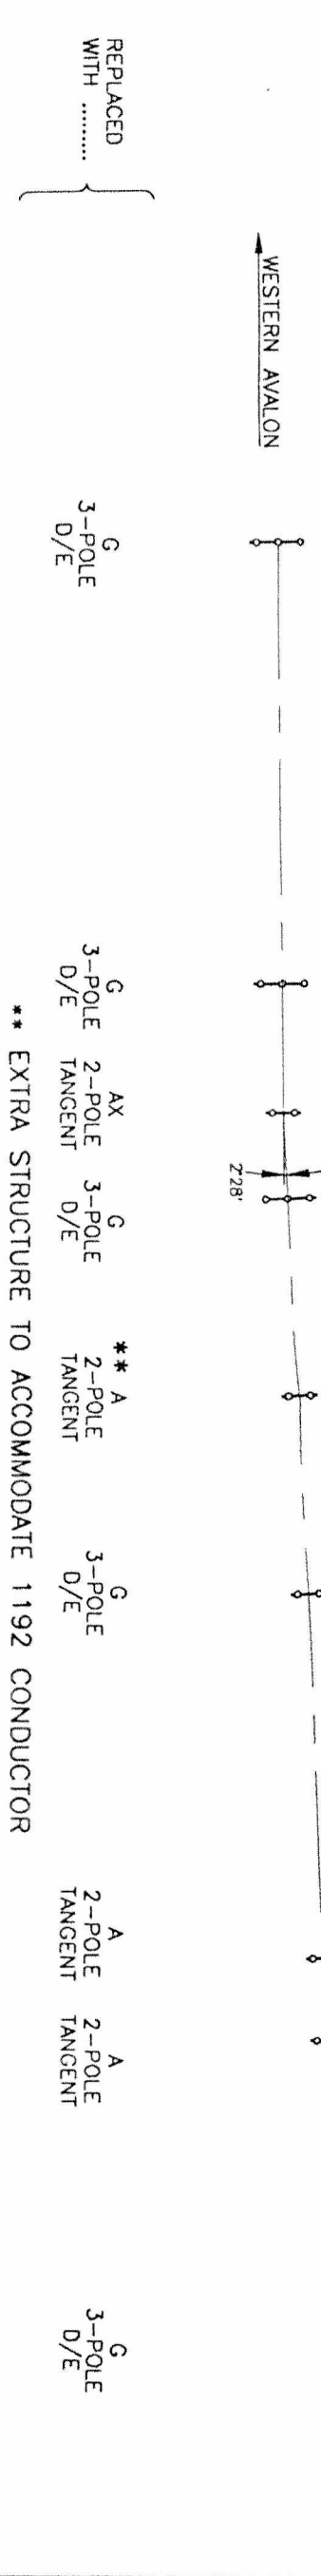 WESTERN AVALON
2°28'
REPLACED
WITH ........
G
3-POLE
D/E
G
3-POLE
D/E
AX
2-POLE
TANGENT
G
3-POLE
D/E
** A
2-POLE
TANGENT
G
3-POLE
D/E
A
2-POLE
TANGENT
A
2-POLE
TANGENT
G
3-POLE
D/E
** EXTRA STRUCTURE TO ACCOMMODATE 1192 CONDUCTOR